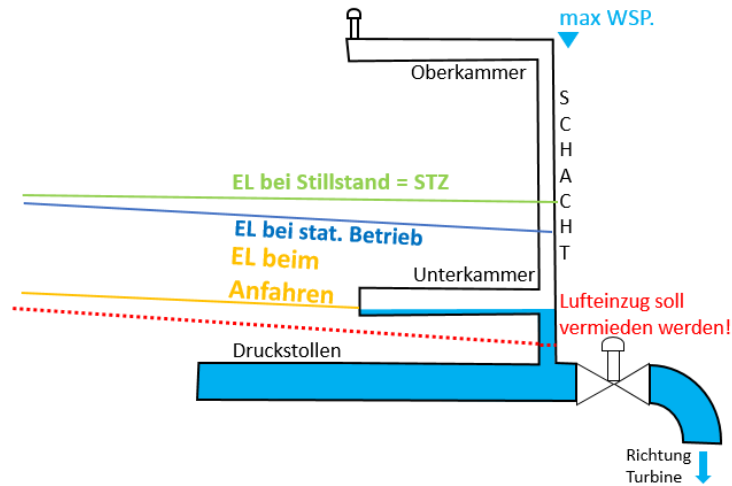 max WSP.
Oberkammer
S
C
H
A
C
H
T
EL bei Stillstand = STZ
EL bei stat. Betrieb
EL beim
Anfahren
Unterkammer
Lufteinzug soll
vermieden werden!
Druckstollen
Richtung
Turbine